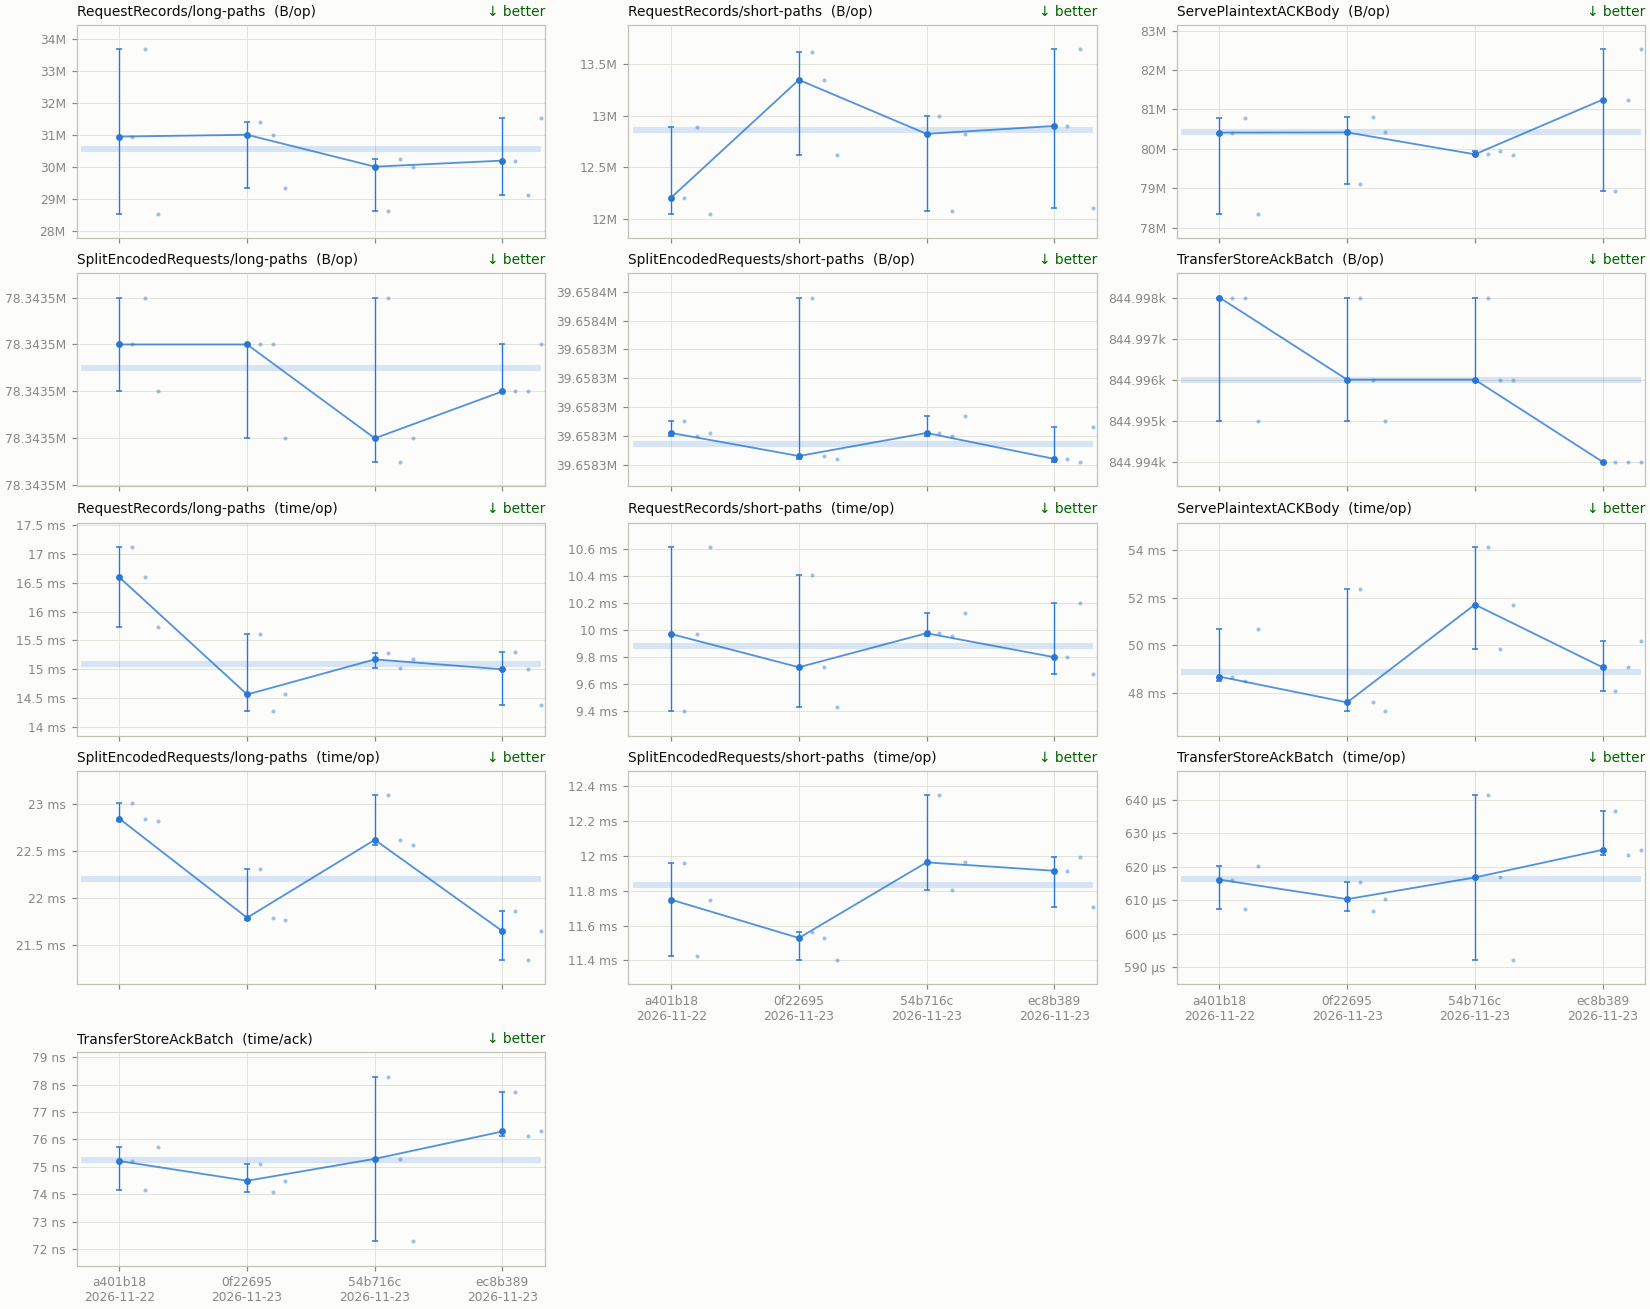 RequestRecords/long-paths (B/op) ↓ better
34M
33M
32M
31M
30M
29M
28M
RequestRecords/short-paths (B/op) ↓ better
13.5M
13M
12.5M
12M
ServePlaintextACKBody (B/op) ↓ better
83M
82M
81M
80M
79M
78M
SplitEncodedRequests/long-paths (B/op) ↓ better
78.3435M
78.3435M
78.3435M
78.3435M
78.3435M
SplitEncodedRequests/short-paths (B/op) ↓ better
39.6584M
39.6584M
39.6583M
39.6583M
39.6583M
39.6583M
39.6583M
TransferStoreAckBatch (B/op) ↓ better
844.998k
844.997k
844.996k
844.995k
844.994k
RequestRecords/long-paths (time/op) ↓ better
17.5 ms
17 ms
16.5 ms
16 ms
15.5 ms
15 ms
14.5 ms
14 ms
RequestRecords/short-paths (time/op) ↓ better
10.6 ms
10.4 ms
10.2 ms
10 ms
9.8 ms
9.6 ms
9.4 ms
ServePlaintextACKBody (time/op) ↓ better
54 ms
52 ms
50 ms
48 ms
SplitEncodedRequests/long-paths (time/op) ↓ better
23 ms
22.5 ms
22 ms
21.5 ms
SplitEncodedRequests/short-paths (time/op) ↓ better
12.4 ms
12.2 ms
12 ms
11.8 ms
11.6 ms
11.4 ms
a401b18 0f22695 54b716c ec8b389
2026-11-22 2026-11-23 2026-11-23 2026-11-23
TransferStoreAckBatch (time/op) ↓ better
640 µs
630 µs
620 µs
610 µs
600 µs
590 µs
a401b18 0f22695 54b716c ec8b389
2026-11-22 2026-11-23 2026-11-23 2026-11-23
TransferStoreAckBatch (time/ack) ↓ better
79 ns
78 ns
77 ns
76 ns
75 ns
74 ns
73 ns
72 ns
a401b18 0f22695 54b716c ec8b389
2026-11-22 2026-11-23 2026-11-23 2026-11-23